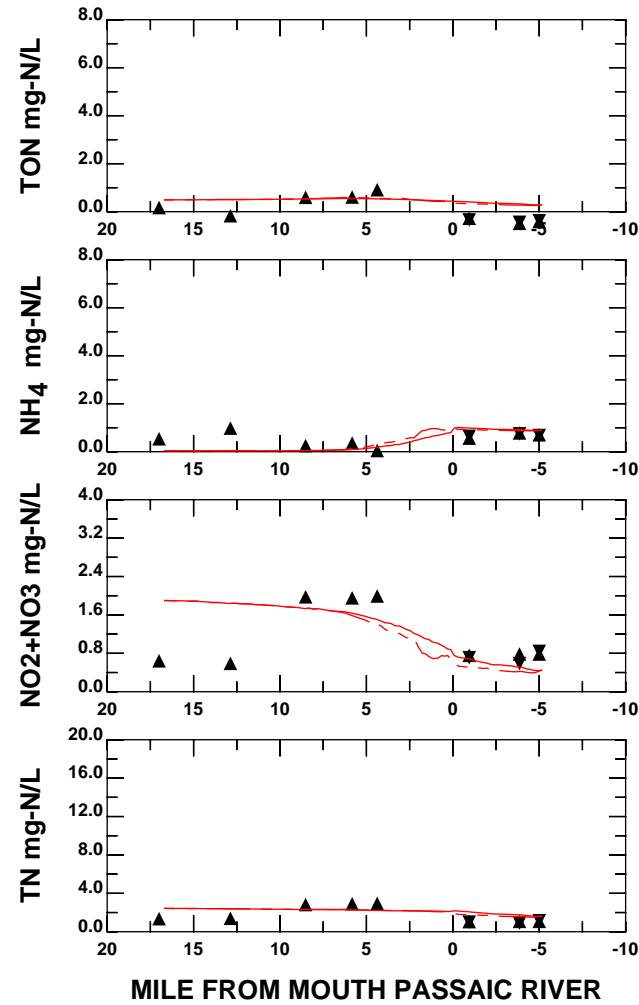 TON mg-N/L
8.0
6.0
4.0
2.0
0.0
20 15 10 5 0 -5 -10
NH4 mg-N/L
8.0
6.0
4.0
2.0
0.0
20 15 10 5 0 -5 -10
NO2+NO3 mg-N/L
4.0
3.2
2.4
1.6
0.8
0.0
20 15 10 5 0 -5 -10
TN mg-N/L
20.0
16.0
12.0
8.0
4.0
0.0
20 15 10 5 0 -5 -10
MILE FROM MOUTH PASSAIC RIVER